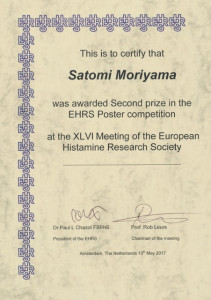 This is to certify that
Satomi Moriyama
was awarded Second prize in the
EHRS Poster competition
at the XLVI Meeting of the European
Histamine Research Society
Dr Paul L Chazot FBPhS
Prof. Rob Leurs
President of the EHRS
Chairman of the meeting
Amsterdam, The Netherlands 13th May 2017